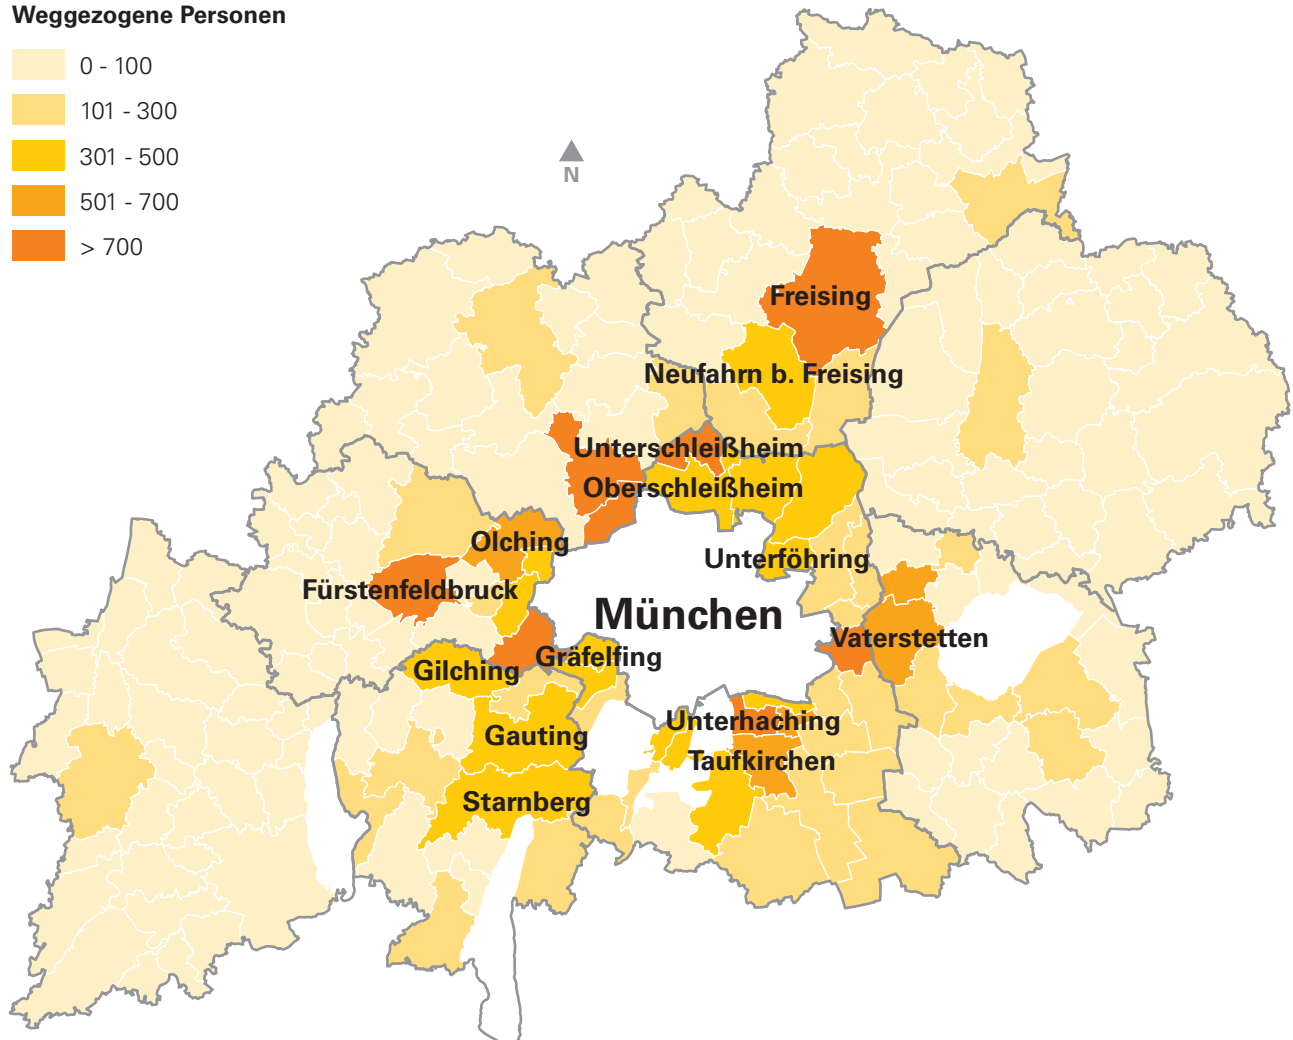 Weggezogene Personen
0 - 100
101 - 300
301 - 500
501 - 700
> 700
N
Freising
Neufahrn b. Freising
Unterschleißheim
Oberschleißheim
Olching
Unterföhring
Fürstenfeldbruck
München
Vaterstetten
Gräfelfing
Gilching
Unterhaching
Gauting
Taufkirchen
Starnberg